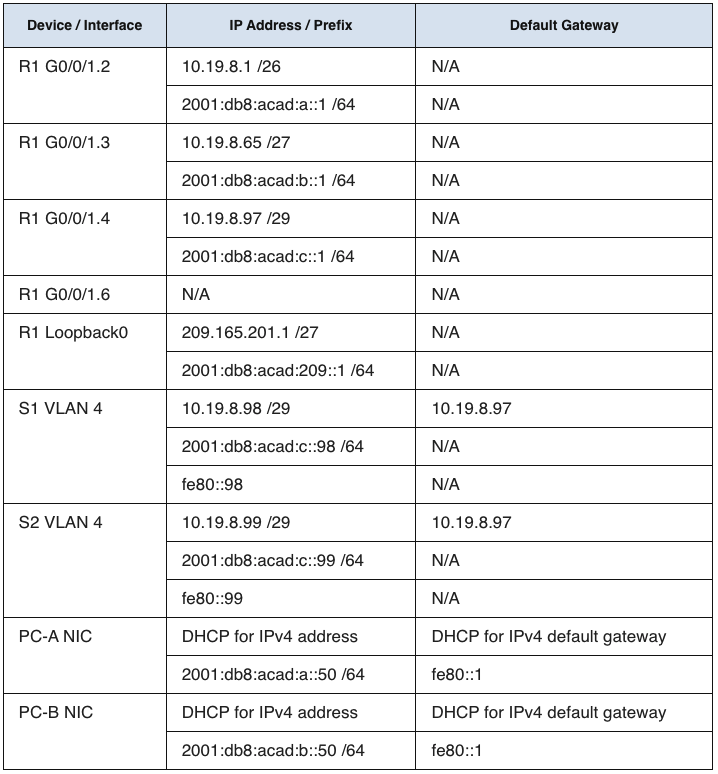 Device / Interface IP Address / Prefix Default Gateway
R1 G0/0/1.2 10.19.8.1 /26 N/A
2001:db8:acad:a::1 /64 N/A
R1 G0/0/1.3 10.19.8.65 /27 N/A
2001:db8:acad:b::1 /64 N/A
R1 G0/0/1.4 10.19.8.97 /29 N/A
2001:db8:acad:c::1 /64 N/A
R1 G0/0/1.6 N/A N/A
R1 Loopback0 209.165.201.1 /27 N/A
2001:db8:acad:209::1 /64 N/A
S1 VLAN 4 10.19.8.98 /29 10.19.8.97
2001:db8:acad:c::98 /64 N/A
fe80::98 N/A
S2 VLAN 4 10.19.8.99 /29 10.19.8.97
2001:db8:acad:c::99 /64 N/A
fe80::99 N/A
PC-A NIC DHCP for IPv4 address DHCP for IPv4 default gateway
2001:db8:acad:a::50 /64 fe80::1
PC-B NIC DHCP for IPv4 address DHCP for IPv4 default gateway
2001:db8:acad:b::50 /64 fe80::1